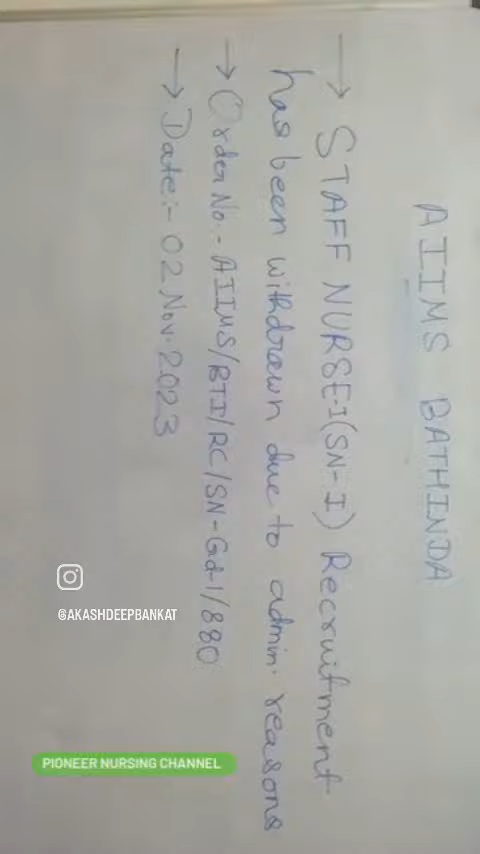 AIIMS BATHINDA
→ STAFF NURSE-I (SN-I) Recruitment
has been withdrawn due to admin. reasons
→ Order No:- AIIMS/BTI/RC/SN-Gd-1/880
→ Date:- 02 Nov. 2023
@AKASHDEEPBANKAT
PIONEER NURSING CHANNEL